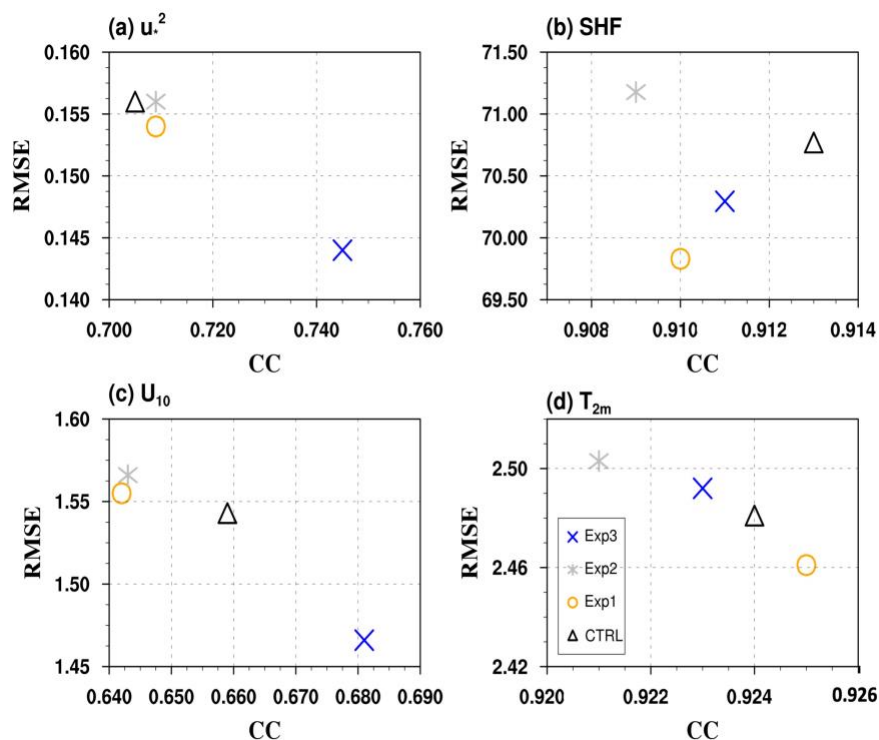 (a) u*²
RMSE
0.160
0.155
0.150
0.145
0.140
0.700 0.720 0.740 0.760
CC
(b) SHF
RMSE
71.50
71.00
70.50
70.00
69.50
0.908 0.910 0.912 0.914
CC
(c) U₁₀
RMSE
1.60
1.55
1.50
1.45
0.640 0.650 0.660 0.670 0.680 0.690
CC
(d) T₂ₘ
RMSE
2.50
2.46
2.42
Exp3
Exp2
Exp1
CTRL
0.920 0.922 0.924 0.926
CC